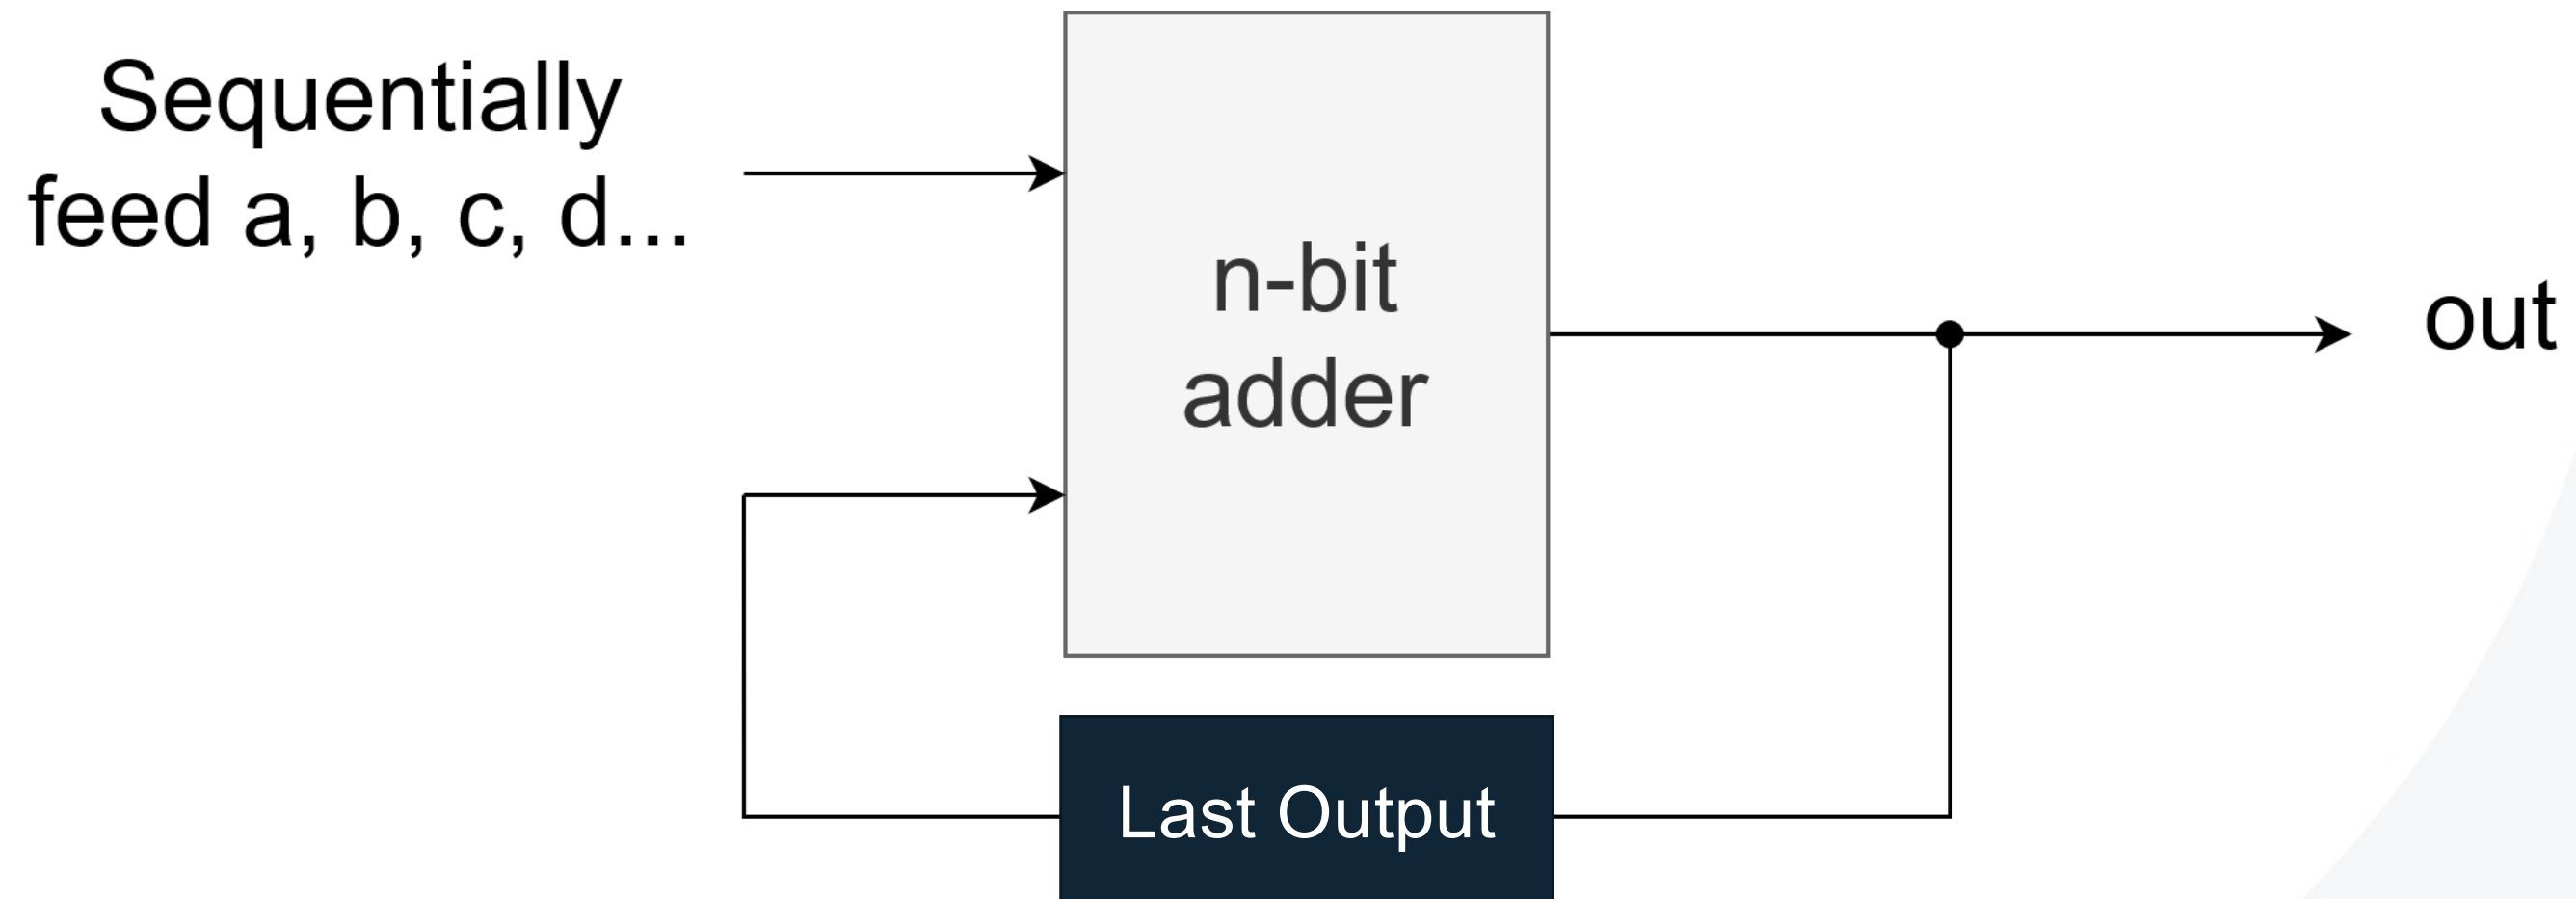 Sequentially
feed a, b, c, d...
n-bit
adder
out
Last Output